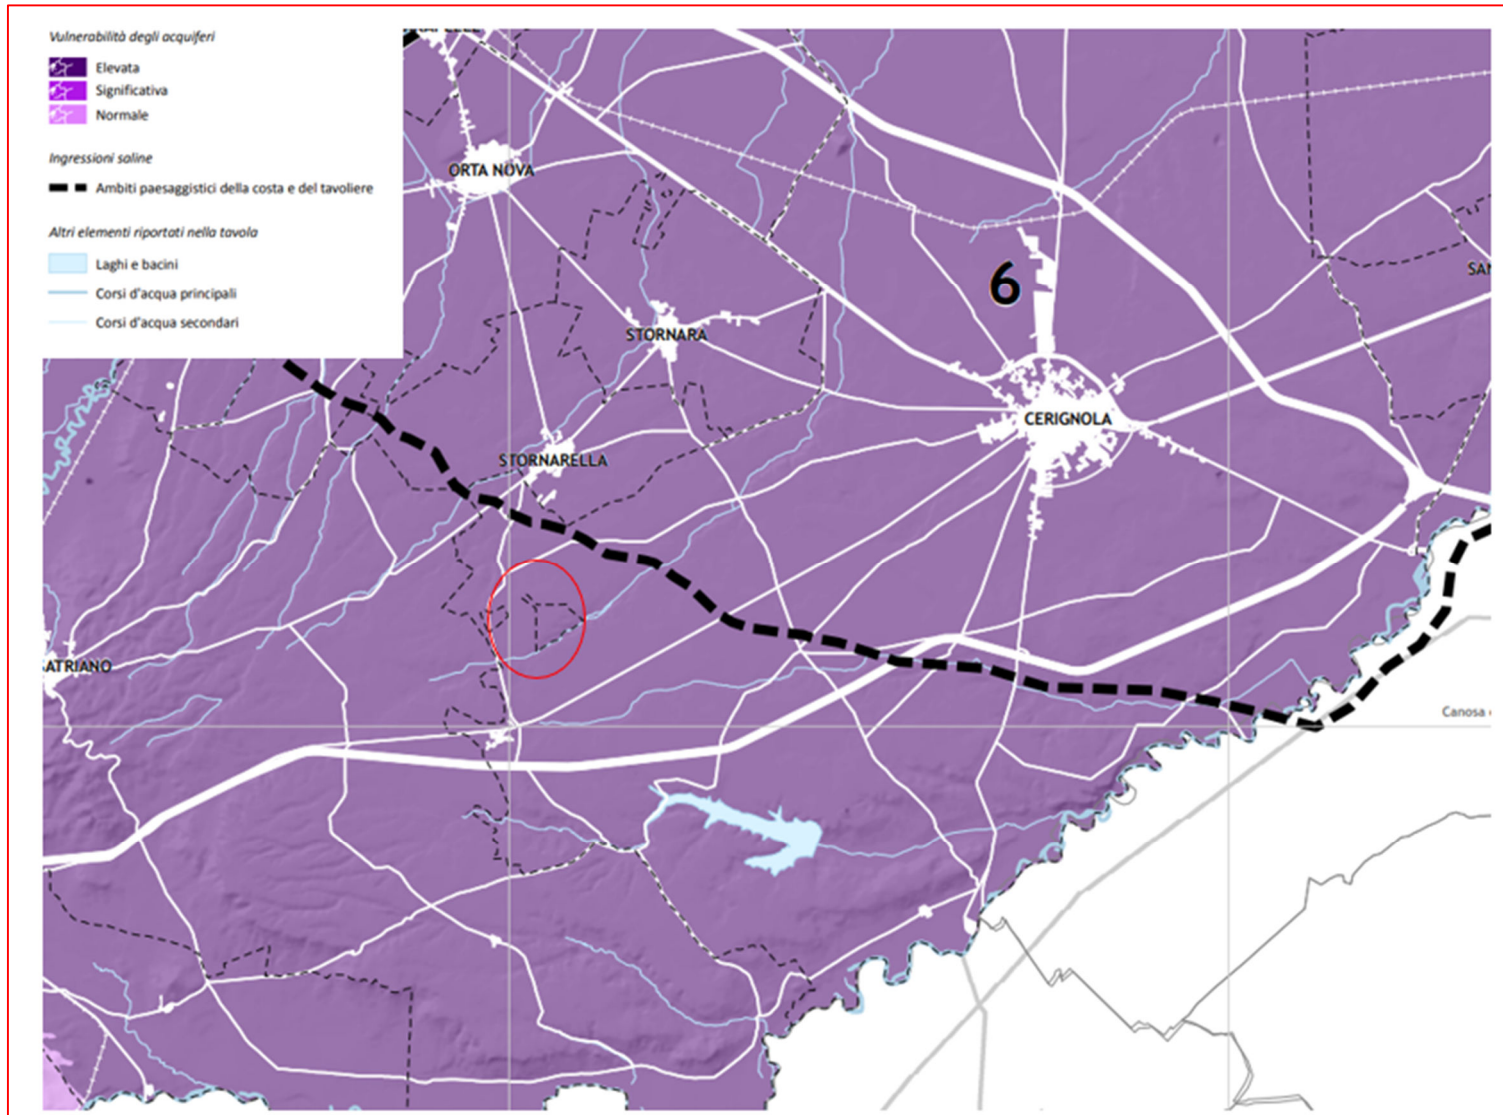 Vulnerabilità degli acquiferi
Elevata
Significativa
Normale
Ingressioni saline
Ambiti paesaggistici della costa e del tavoliere
Altri elementi riportati nella tavola
Laghi e bacini
Corsi d'acqua principali
Corsi d'acqua secondari
ORTA NOVA
6
SAN
STORNARA
CERIGNOLA
STORNARELLA
ATRIANO
Canosa